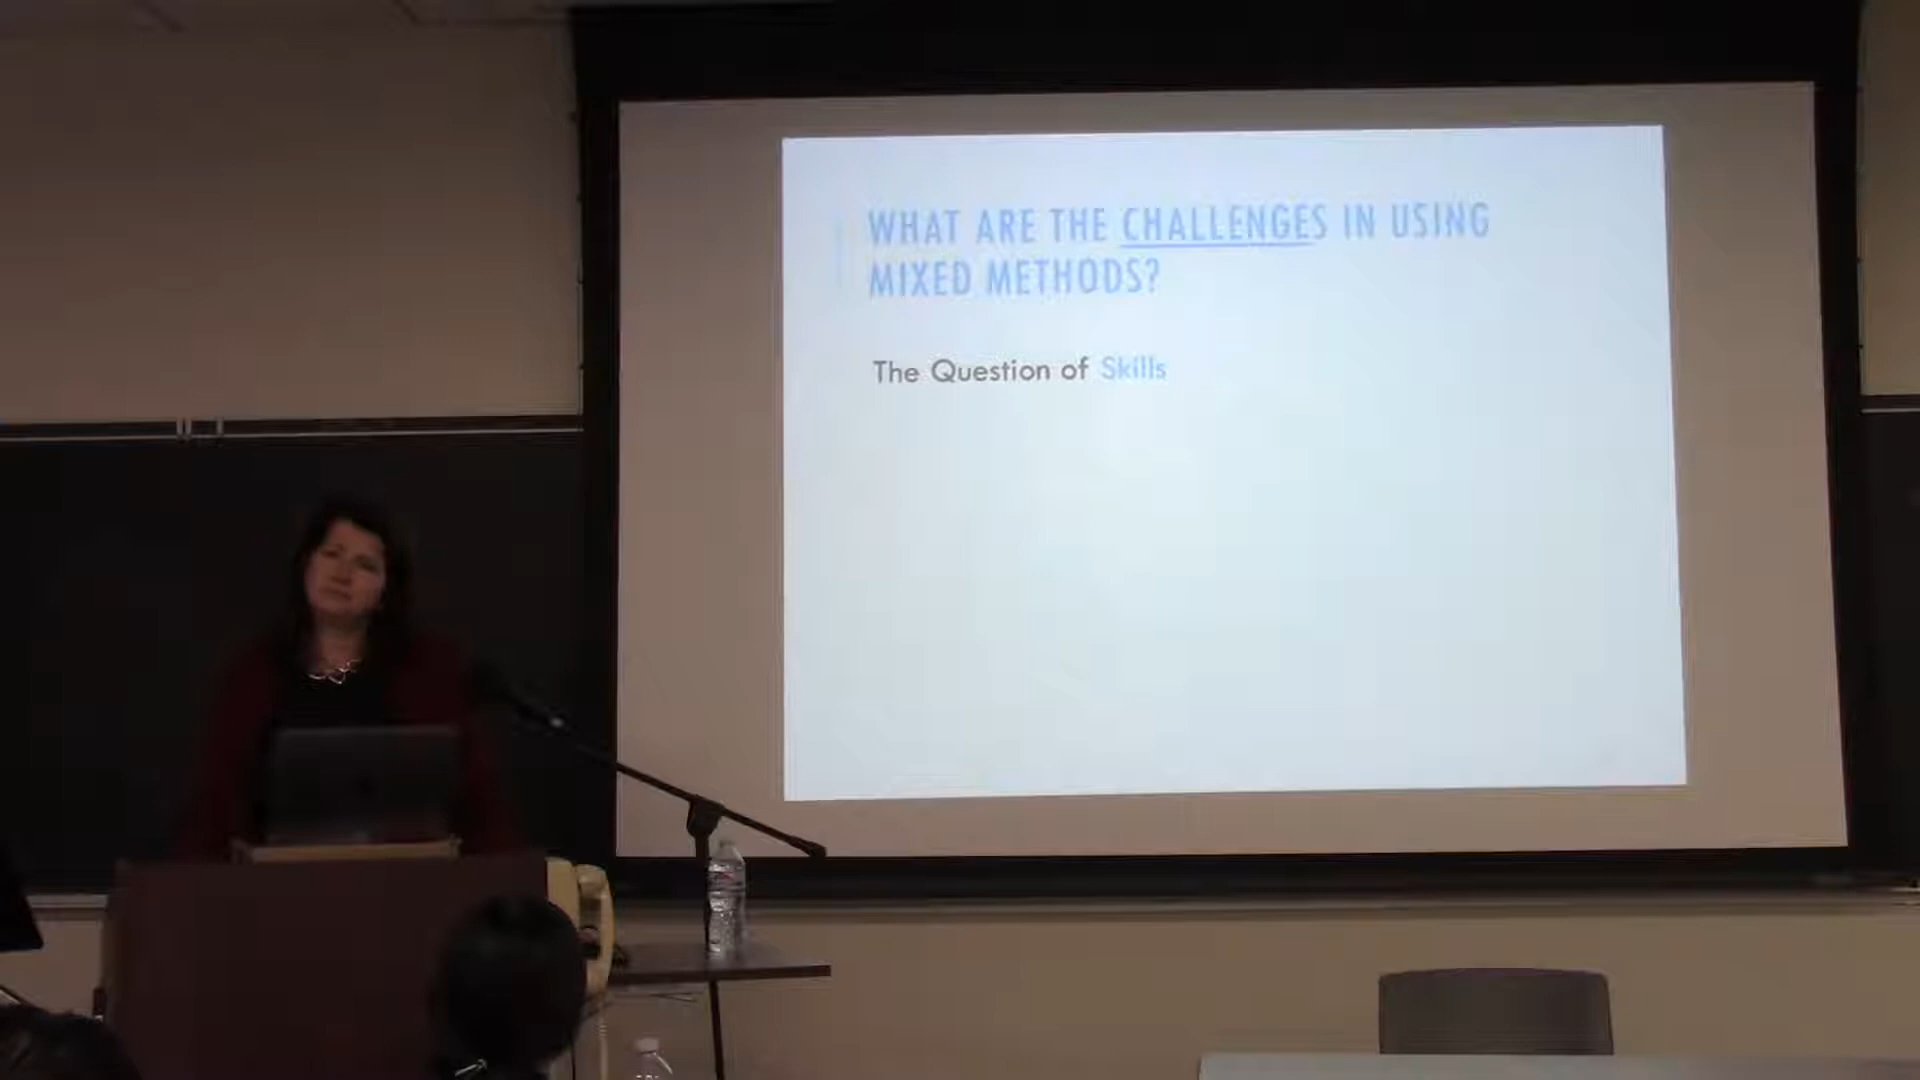 WHAT ARE THE CHALLENGES IN USING
MIXED METHODS?
The Question of Skills